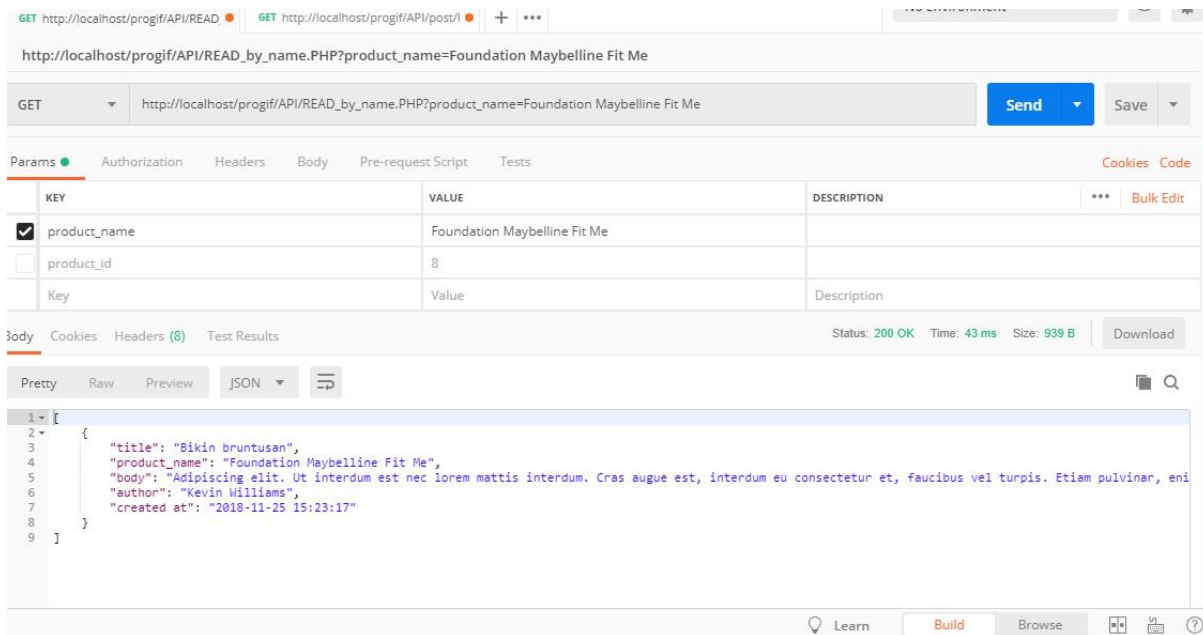 GET http://localhost/progif/API/READ GET http://localhost/progif/API/post/
http://localhost/progif/API/READ_by_name.PHP?product_name=Foundation Maybelline Fit Me
GET http://localhost/progif/API/READ_by_name.PHP?product_name=Foundation Maybelline Fit Me Send Save
Params Authorization Headers Body Pre-request Script Tests Cookies Code
KEY VALUE DESCRIPTION Bulk Edit
product_name Foundation Maybelline Fit Me
product_id 8
Key Value Description
Body Cookies Headers (8) Test Results Status: 200 OK Time: 43 ms Size: 939 B Download
Pretty Raw Preview JSON
1 [
2 {
3 "title": "Bikin bruntusan",
4 "product_name": "Foundation Maybelline Fit Me",
5 "body": "Adipiscing elit. Ut interdum est nec lorem mattis interdum. Cras augue est, interdum eu consectetur et, faucibus vel turpis. Etiam pulvinar, eni
6 "author": "Kevin Williams",
7 "created at": "2018-11-25 15:23:17"
8 }
9 ]
Learn Build Browse